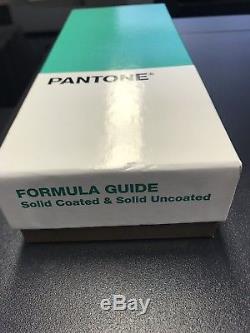 PANTONE®
FORMULA GUIDE
Solid Coated & Solid Uncoated